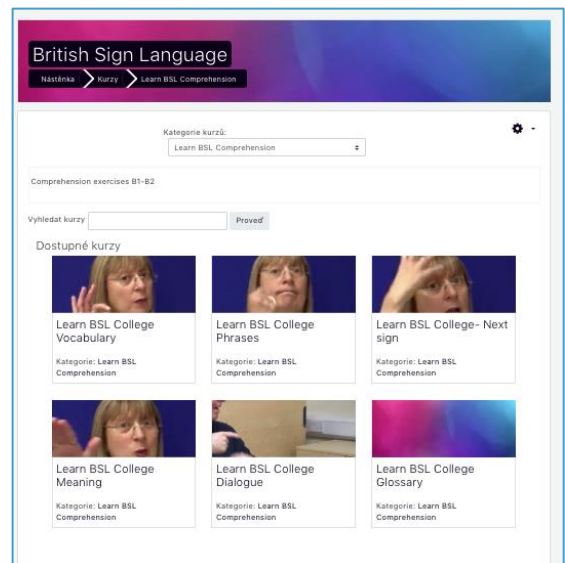 British Sign Language
Nástěnka Kurzy Learn BSL Comprehension
Kategorie kurzů:
Learn BSL Comprehension
Comprehension exercises B1-B2
Vyhledat kurzy Proveď
Dostupné kurzy
Learn BSL College
Vocabulary
Kategorie: Learn BSL
Comprehension
Learn BSL College
Phrases
Kategorie: Learn BSL
Comprehension
Learn BSL College- Next
sign
Kategorie: Learn BSL
Comprehension
Learn BSL College
Meaning
Kategorie: Learn BSL
Comprehension
Learn BSL College
Dialogue
Kategorie: Learn BSL
Comprehension
Learn BSL College
Glossary
Kategorie: Learn BSL
Comprehension